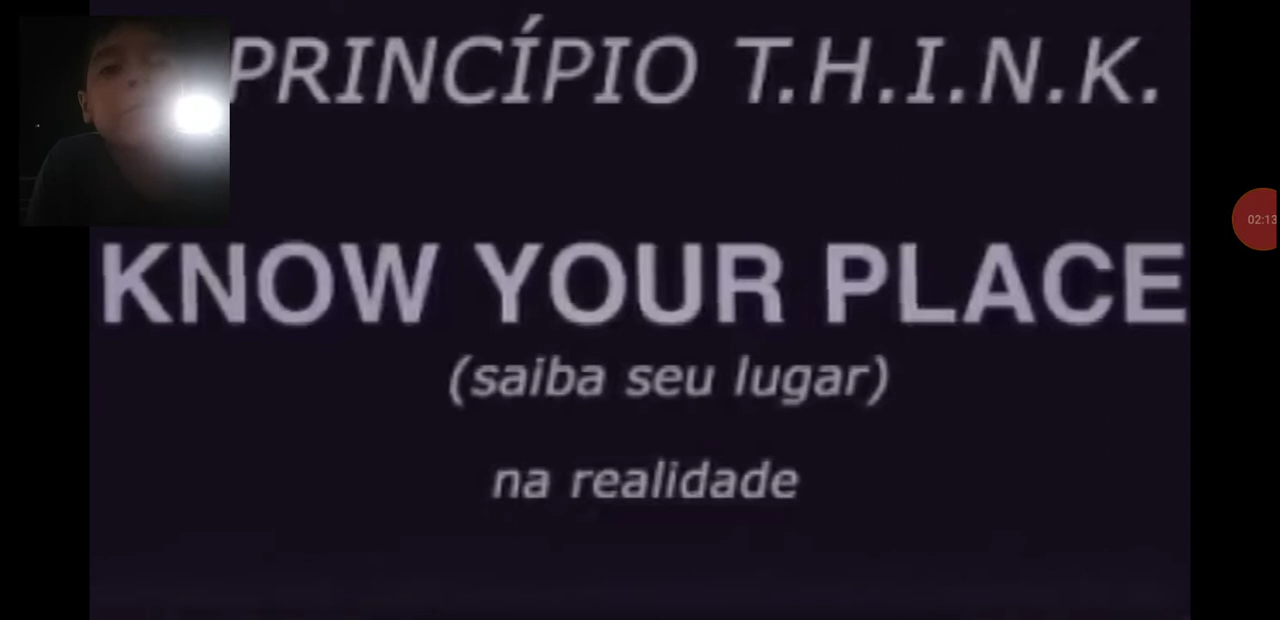 PRINCÍPIO T.H.I.N.K.
KNOW YOUR PLACE
(saiba seu lugar)
na realidade
02:13